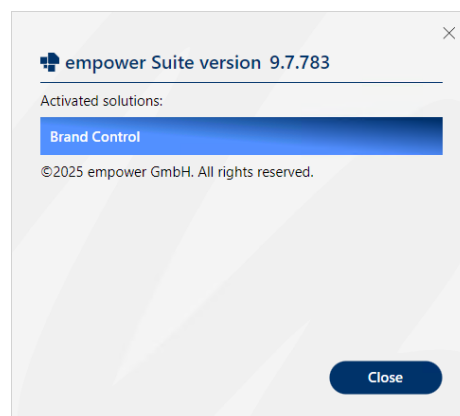 empower Suite version 9.7.783
Activated solutions:
Brand Control
©2025 empower GmbH. All rights reserved.
Close